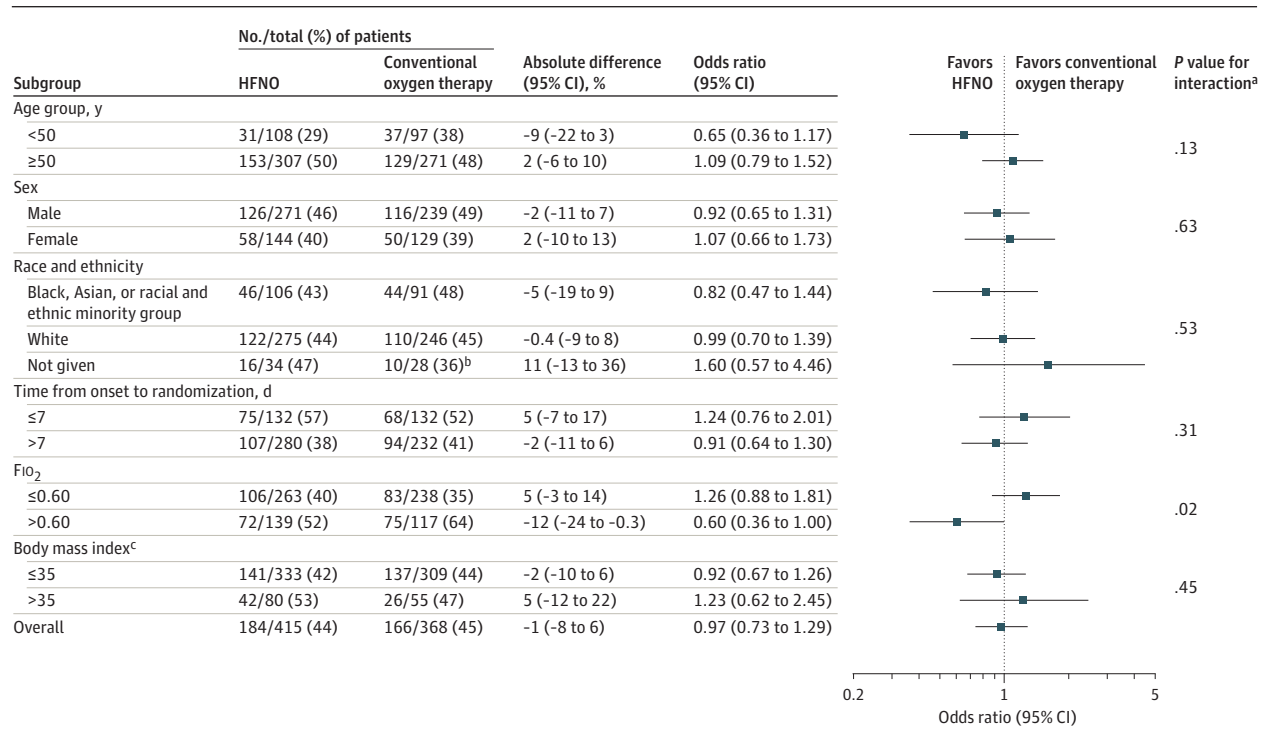 No./total (%) of patients
Subgroup HFNO Conventional oxygen therapy Absolute difference (95% CI), % Odds ratio (95% CI) Favors HFNO Favors conventional oxygen therapy P value for interactionᵃ
Age group, y
<50 31/108 (29) 37/97 (38) -9 (-22 to 3) 0.65 (0.36 to 1.17)
.13
≥50 153/307 (50) 129/271 (48) 2 (-6 to 10) 1.09 (0.79 to 1.52)
Sex
Male 126/271 (46) 116/239 (49) -2 (-11 to 7) 0.92 (0.65 to 1.31)
.63
Female 58/144 (40) 50/129 (39) 2 (-10 to 13) 1.07 (0.66 to 1.73)
Race and ethnicity
Black, Asian, or racial and 46/106 (43) 44/91 (48) -5 (-19 to 9) 0.82 (0.47 to 1.44)
ethnic minority group
.53
White 122/275 (44) 110/246 (45) -0.4 (-9 to 8) 0.99 (0.70 to 1.39)
Not given 16/34 (47) 10/28 (36)ᵇ 11 (-13 to 36) 1.60 (0.57 to 4.46)
Time from onset to randomization, d
≤7 75/132 (57) 68/132 (52) 5 (-7 to 17) 1.24 (0.76 to 2.01)
.31
>7 107/280 (38) 94/232 (41) -2 (-11 to 6) 0.91 (0.64 to 1.30)
FIO₂
≤0.60 106/263 (40) 83/238 (35) 5 (-3 to 14) 1.26 (0.88 to 1.81)
.02
>0.60 72/139 (52) 75/117 (64) -12 (-24 to -0.3) 0.60 (0.36 to 1.00)
Body mass indexᶜ
≤35 141/333 (42) 137/309 (44) -2 (-10 to 6) 0.92 (0.67 to 1.26)
.45
>35 42/80 (53) 26/55 (47) 5 (-12 to 22) 1.23 (0.62 to 2.45)
Overall 184/415 (44) 166/368 (45) -1 (-8 to 6) 0.97 (0.73 to 1.29)
0.2 1 5
Odds ratio (95% CI)